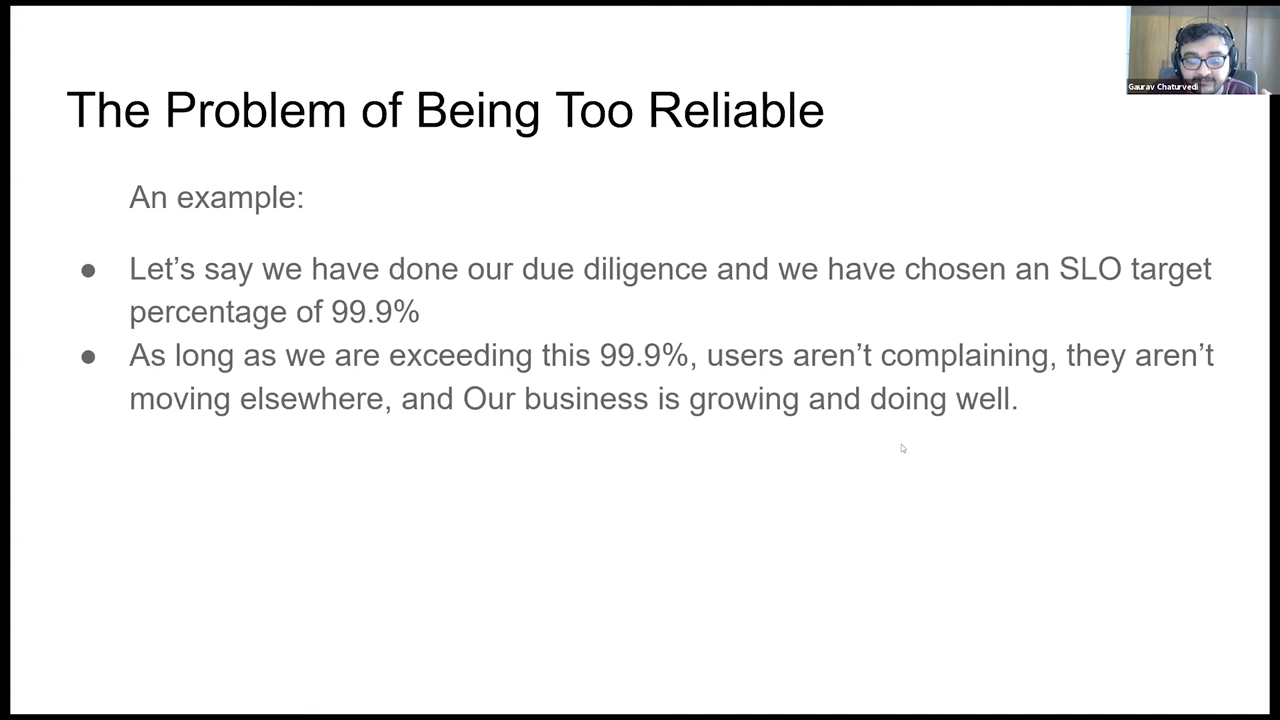 Gaurav Chaturvedi
The Problem of Being Too Reliable
An example:
● Let’s say we have done our due diligence and we have chosen an SLO target
percentage of 99.9%
● As long as we are exceeding this 99.9%, users aren’t complaining, they aren’t
moving elsewhere, and Our business is growing and doing well.